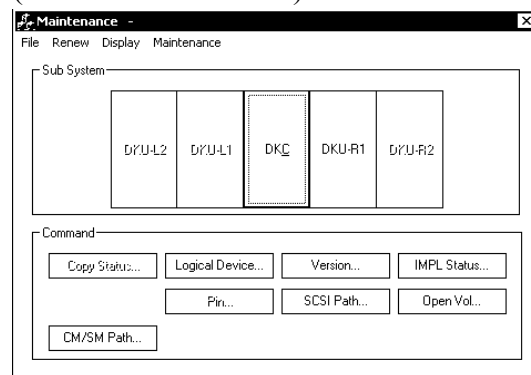 Maintenance -
File Renew Display Maintenance
Sub System
DKU-L2 DKU-L1 DKC DKU-R1 DKU-R2
Command
Copy Status... Logical Device... Version... IMPL Status...
Pin... SCSI Path... Open Vol...
CM/SM Path...